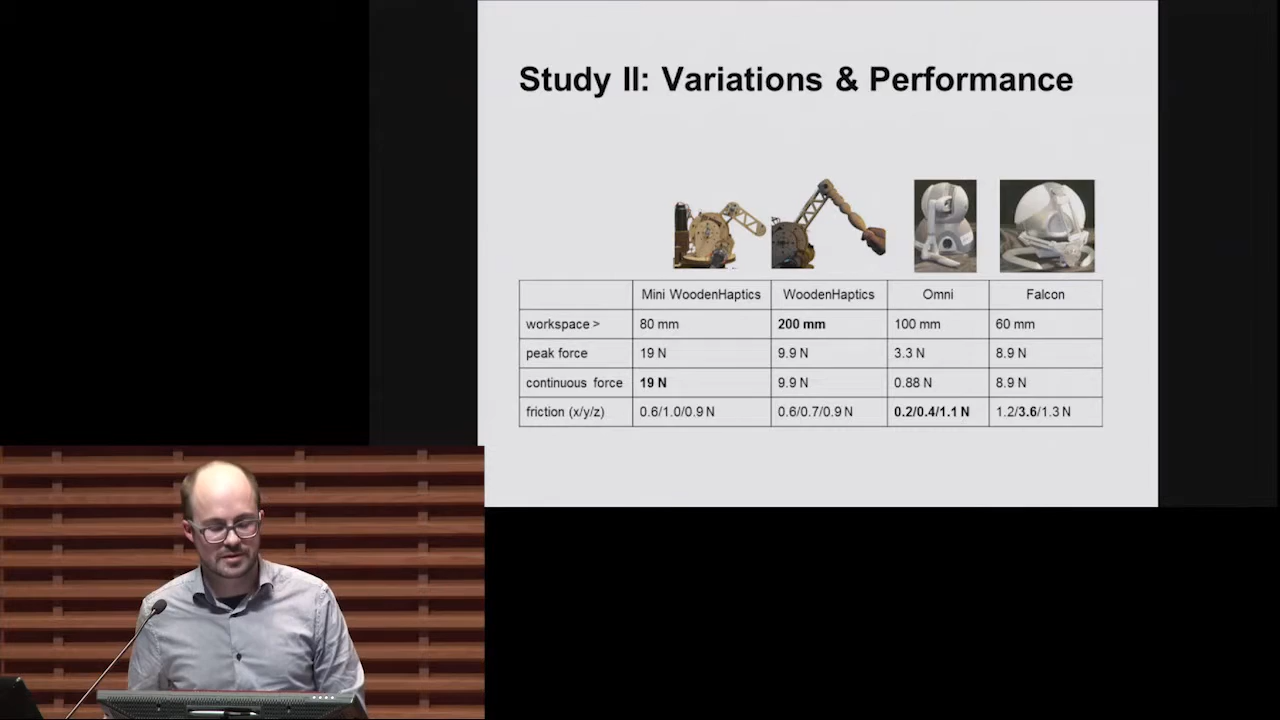 Study II: Variations & Performance
Mini WoodenHaptics WoodenHaptics Omni Falcon
workspace > 80 mm 200 mm 100 mm 60 mm
peak force 19 N 9.9 N 3.3 N 8.9 N
continuous force 19 N 9.9 N 0.88 N 8.9 N
friction (x/y/z) 0.6/1.0/0.9 N 0.6/0.7/0.9 N 0.2/0.4/1.1 N 1.2/3.6/1.3 N